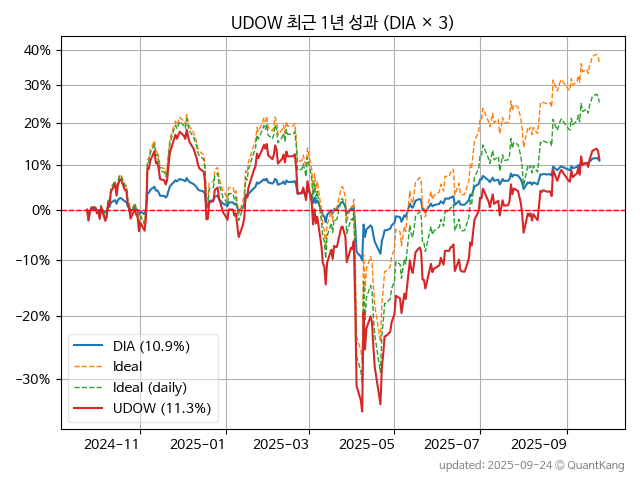 UDOW 최근 1년 성과 (DIA × 3)
40%
30%
20%
10%
0%
−10%
−20%
−30%
DIA (10.9%)
Ideal
Ideal (daily)
UDOW (11.3%)
2024-11 2025-01 2025-03 2025-05 2025-07 2025-09
updated: 2025-09-24 ⓒ QuantKang